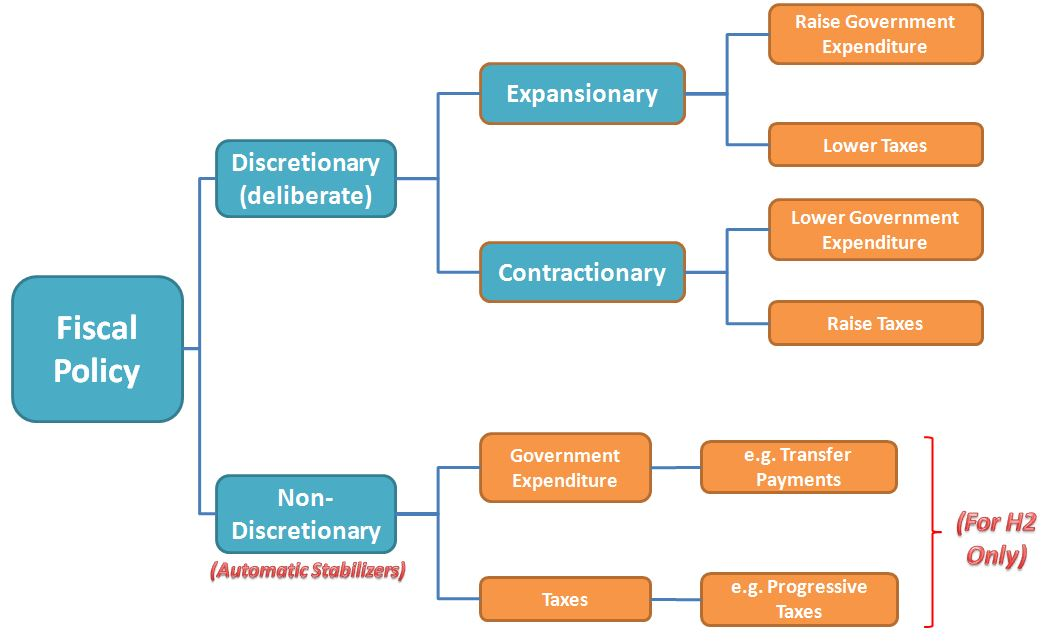 Fiscal
Policy
Discretionary
(deliberate)
Expansionary
Raise Government
Expenditure
Lower Taxes
Contractionary
Lower Government
Expenditure
Raise Taxes
Non-
Discretionary
(Automatic Stabilizers)
Government
Expenditure
e.g. Transfer
Payments
Taxes
e.g. Progressive
Taxes
(For H2
Only)